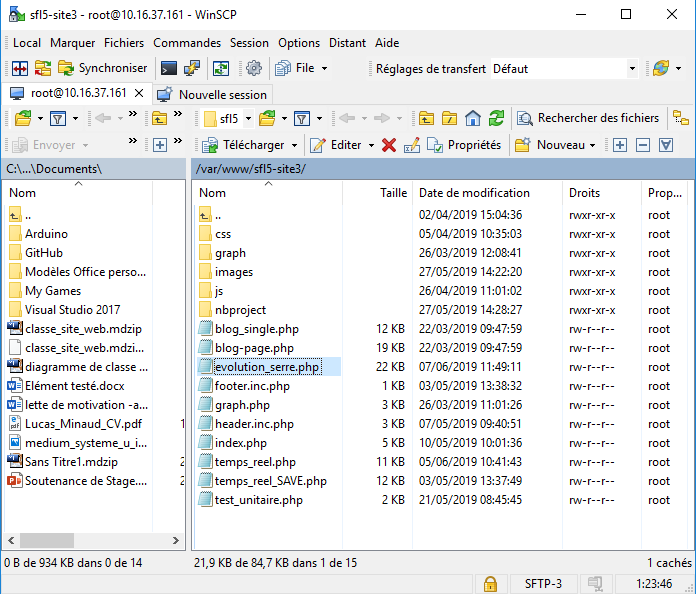 sfl5-site3 - root@10.16.37.161 - WinSCP
Local Marquer Fichiers Commandes Session Options Distant Aide
Synchroniser File Réglages de transfert Défaut
root@10.16.37.161 Nouvelle session
sfl5 Rechercher des fichiers
Envoyer Télécharger Editer Propriétés Nouveau
C:\...\Documents\ /var/www/sfl5-site3/
Nom Nom Taille Date de modification Droits Prop...
.. .. 02/04/2019 15:04:36 rwxr-xr-x root
Arduino css 05/04/2019 10:35:03 rwxr-xr-x root
GitHub graph 26/03/2019 12:08:41 rwxr-xr-x root
Modèles Office perso... images 27/05/2019 14:22:20 rwxr-xr-x root
My Games js 26/04/2019 11:01:02 rwxr-xr-x root
Visual Studio 2017 nbproject 27/05/2019 14:28:27 rwxr-xr-x root
classe_site_web.mdzip blog_single.php 12 KB 22/03/2019 09:47:59 rw-r--r-- root
classe_site_web.mdzi... blog-page.php 19 KB 22/03/2019 09:47:59 rw-r--r-- root
diagramme de classe ... evolution_serre.php 22 KB 07/06/2019 11:49:11 rw-r--r-- root
Elément testé.docx footer.inc.php 1 KB 03/05/2019 13:38:32 rw-r--r-- root
lette de motivation -a... graph.php 3 KB 26/03/2019 11:01:26 rw-r--r-- root
Lucas_Minaud_CV.pdf 1 header.inc.php 3 KB 07/05/2019 09:40:51 rw-r--r-- root
medium_systeme_u_i... index.php 5 KB 10/05/2019 10:01:36 rw-r--r-- root
Sans Titre1.mdzip 2 temps_reel.php 11 KB 05/06/2019 10:41:43 rw-r--r-- root
Soutenance de Stage.... 2 temps_reel_SAVE.php 12 KB 03/05/2019 13:37:49 rw-r--r-- root
test_unitaire.php 2 KB 21/05/2019 08:45:45 rw-r--r-- root
0 B de 934 KB dans 0 de 14 21,9 KB de 84,7 KB dans 1 de 15 1 cachés
SFTP-3 1:23:46